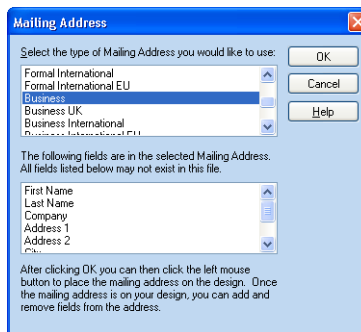 Mailing Address
Select the type of Mailing Address you would like to use:
OK
Formal International
Formal International EU
Business
Cancel
Business UK
Business International
Help
Business International EU
The following fields are in the selected Mailing Address.
All fields listed below may not exist in this file.
First Name
Last Name
Company
Address 1
Address 2
City
After clicking OK you can then click the left mouse
button to place the mailing address on the design. Once
the mailing address is on your design, you can add and
remove fields from the address.